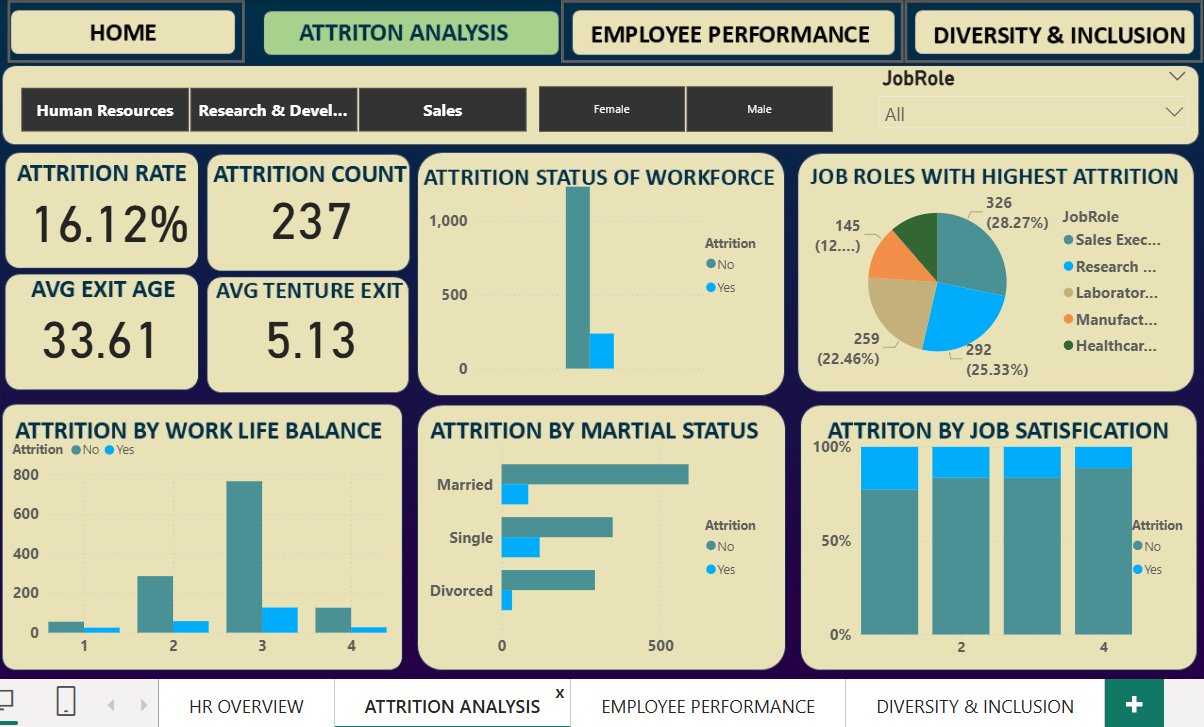 HOME
ATTRITON ANALYSIS
EMPLOYEE PERFORMANCE
DIVERSITY & INCLUSION
Human Resources
Research & Devel...
Sales
Female
Male
JobRole
All
ATTRITION RATE
16.12%
ATTRITION COUNT
237
AVG EXIT AGE
33.61
AVG TENTURE EXIT
5.13
ATTRITION STATUS OF WORKFORCE
1,000
500
0
Attrition
No
Yes
JOB ROLES WITH HIGHEST ATTRITION
326
(28.27%)
145
(12....)
259
(22.46%)
292
(25.33%)
JobRole
Sales Exec...
Research ...
Laborator...
Manufact...
Healthcar...
ATTRITION BY WORK LIFE BALANCE
Attrition No Yes
800
600
400
200
0
1 2 3 4
ATTRITION BY MARTIAL STATUS
Married
Single
Divorced
0 500
Attrition
No
Yes
ATTRITON BY JOB SATISFICATION
100%
50%
0%
2 4
Attrition
No
Yes
HR OVERVIEW
ATTRITION ANALYSIS
x
EMPLOYEE PERFORMANCE
DIVERSITY & INCLUSION
+